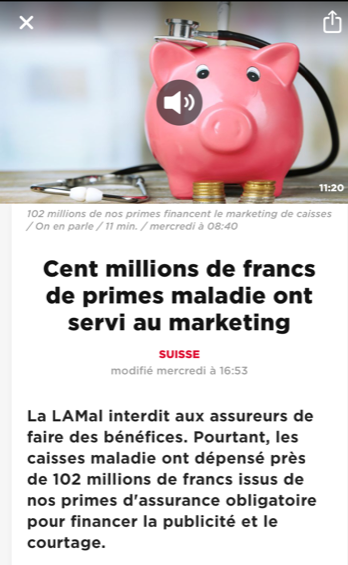 11:20
102 millions de nos primes financent le marketing de caisses
/ On en parle / 11 min. / mercredi à 08:40
Cent millions de francs
de primes maladie ont
servi au marketing
SUISSE
modifié mercredi à 16:53
La LAMal interdit aux assureurs de
faire des bénéfices. Pourtant, les
caisses maladie ont dépensé près
de 102 millions de francs issus de
nos primes d'assurance obligatoire
pour financer la publicité et le
courtage.